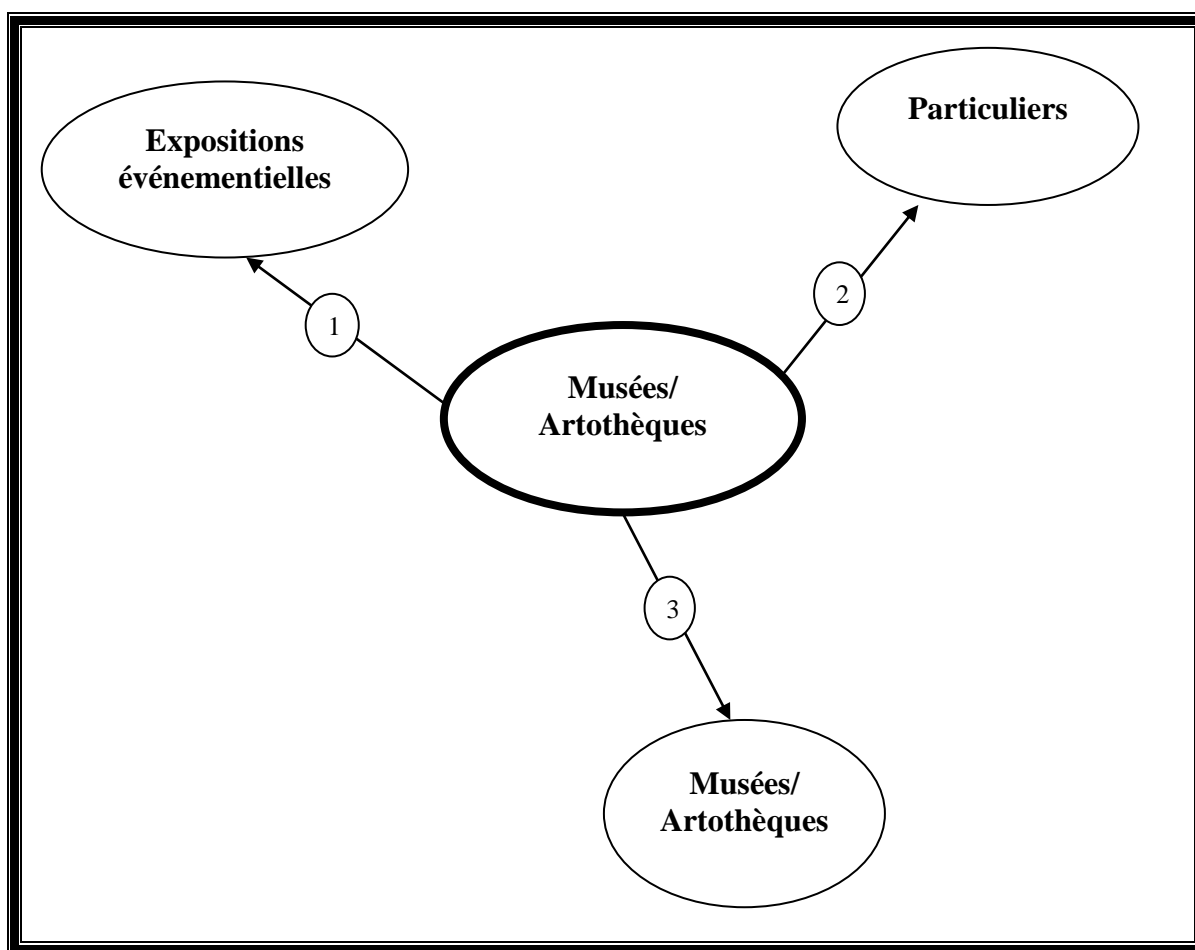 Expositions
événementielles
Particuliers
1
2
Musées/
Artothèques
3
Musées/
Artothèques